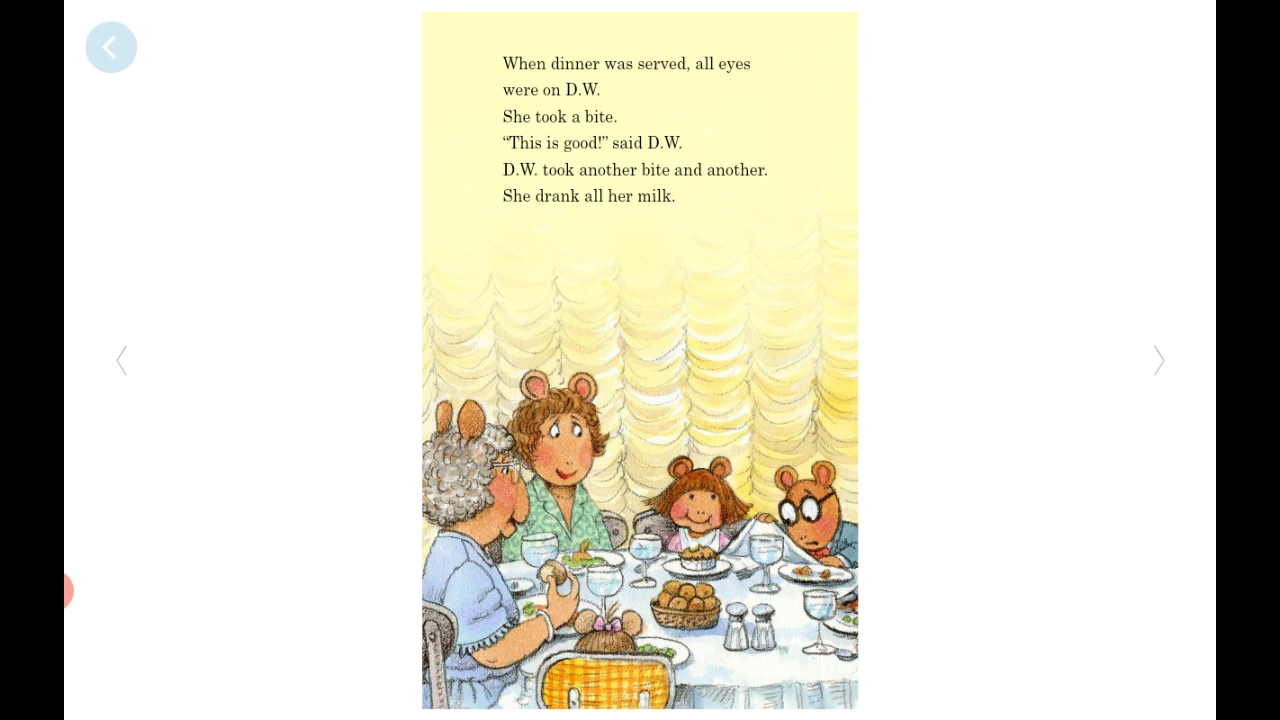 When dinner was served, all eyes
were on D.W.
She took a bite.
“This is good!” said D.W.
D.W. took another bite and another.
She drank all her milk.